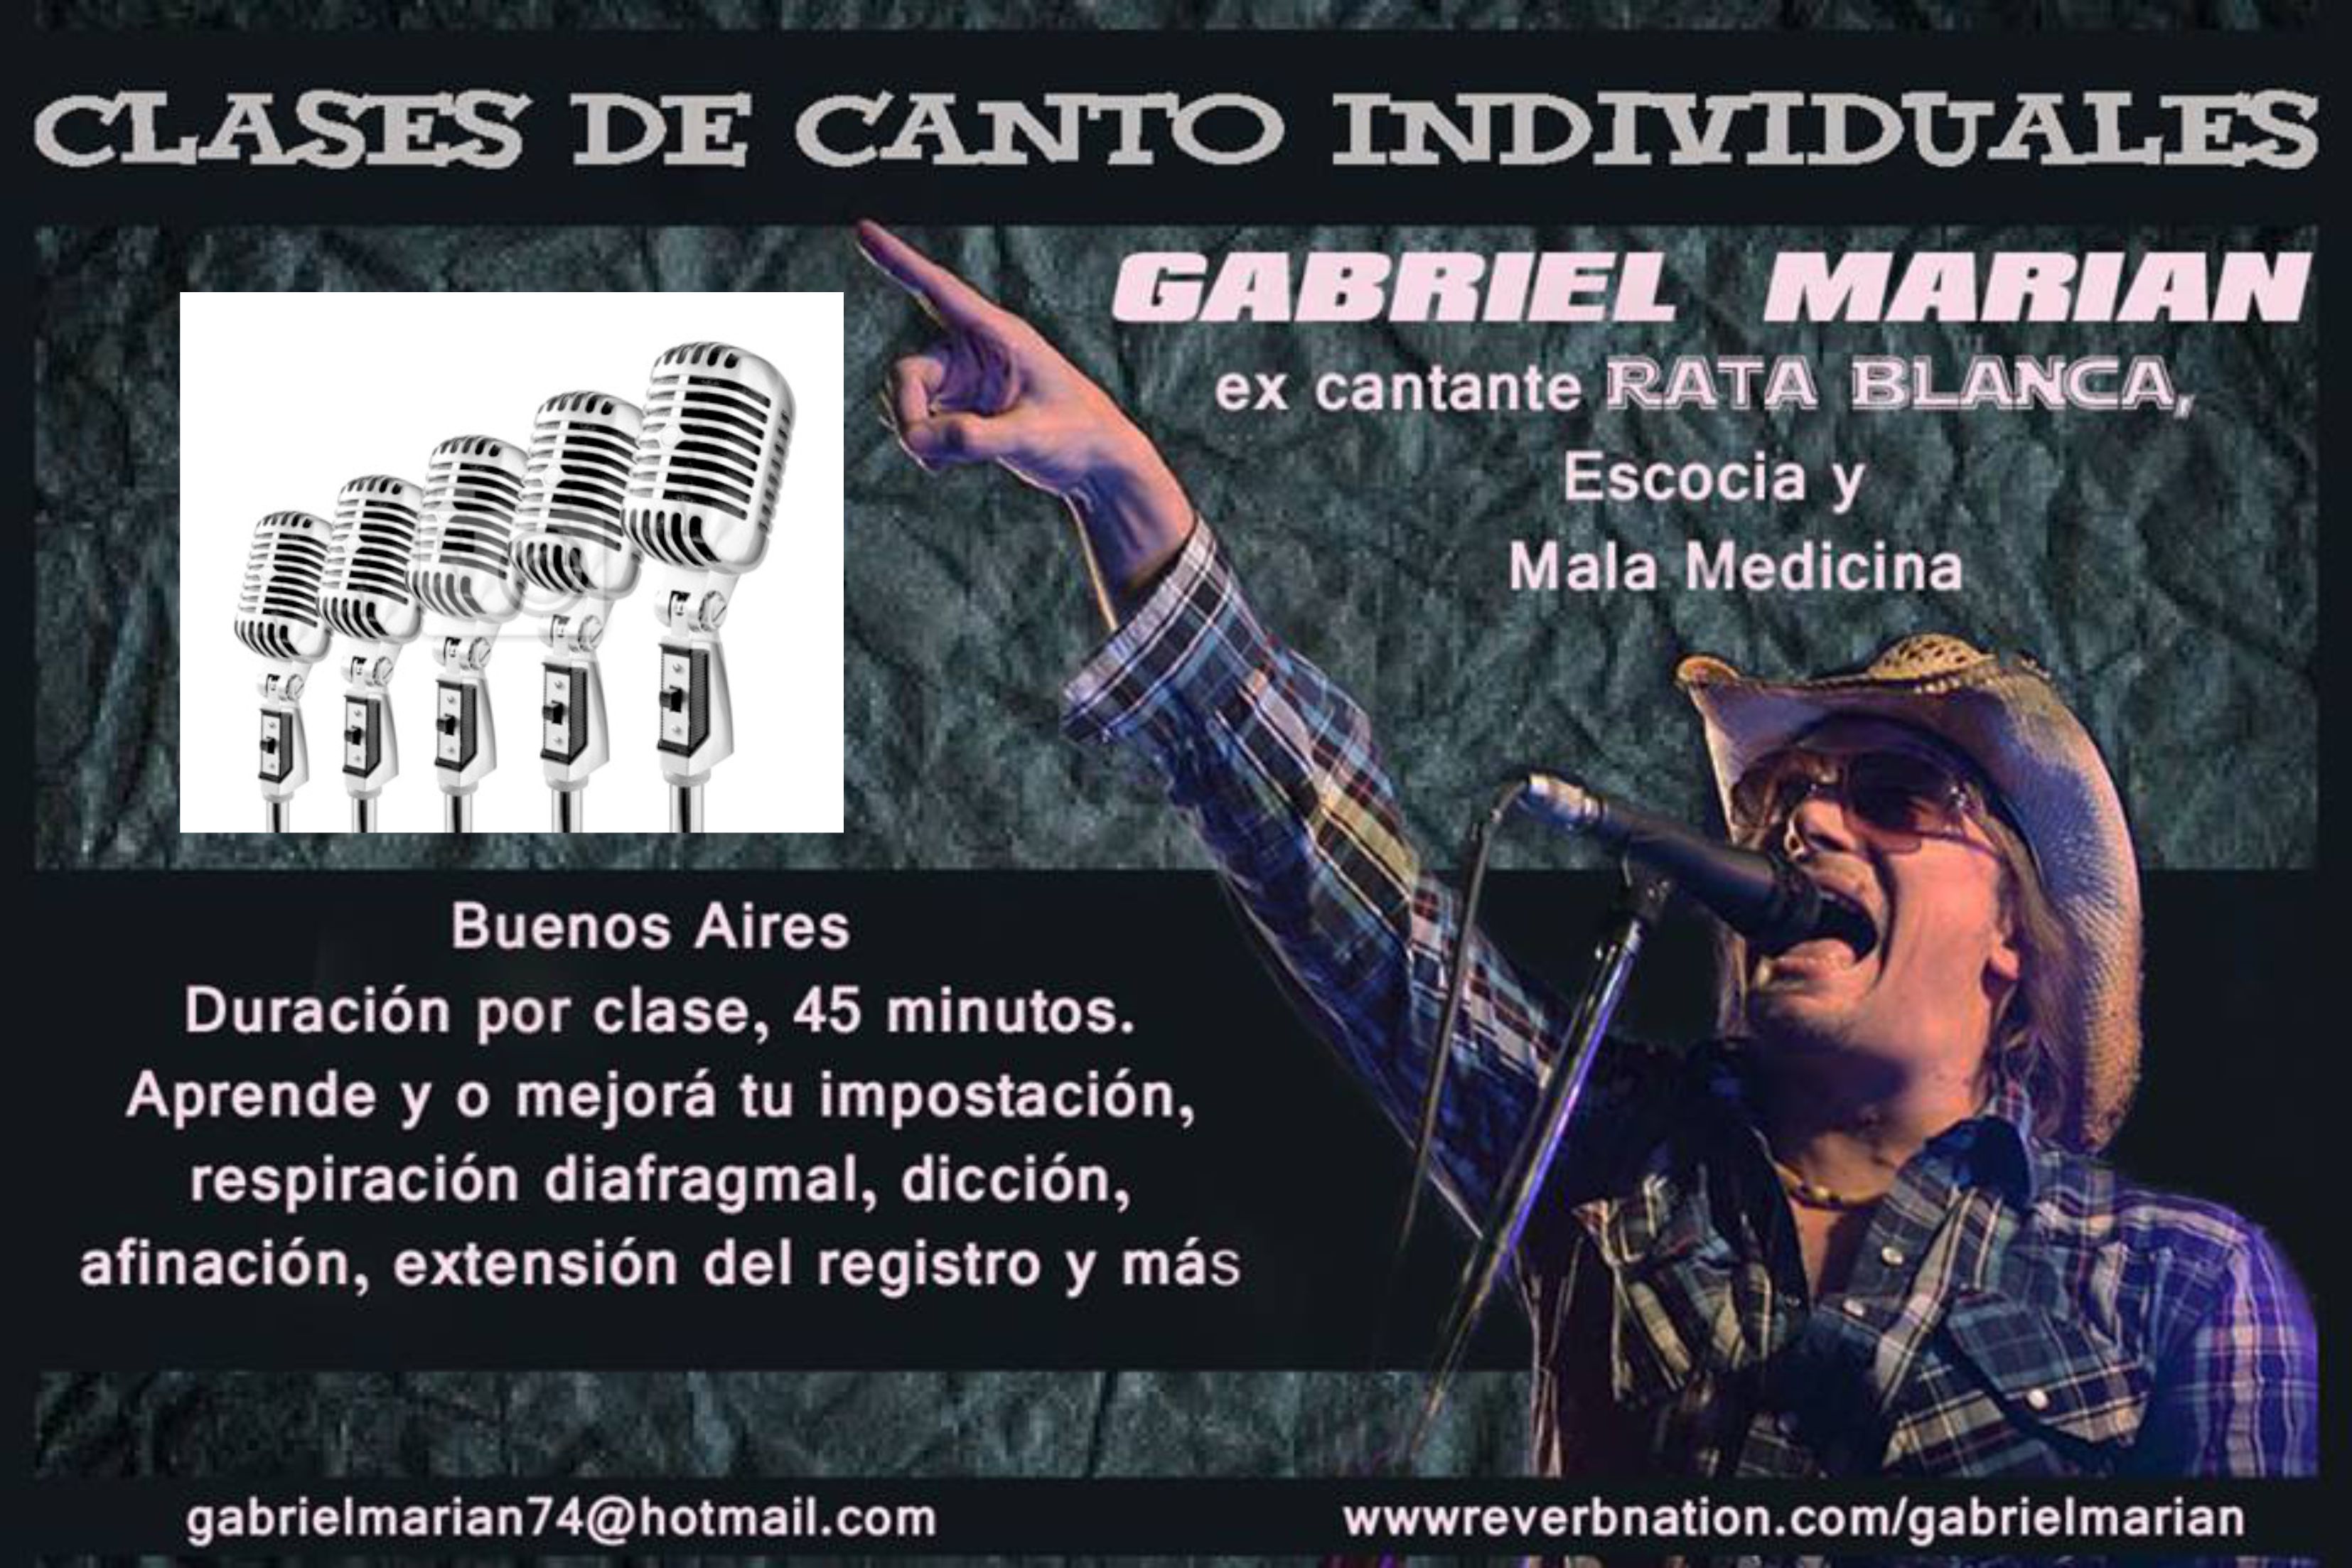 CLASES DE CANTO INDIVIDUALES
GABRIEL MARIAN
ex cantante RATA BLANCA,
Escocia y
Mala Medicina
Buenos Aires
Duración por clase, 45 minutos.
Aprende y o mejorá tu impostación,
respiración diafragmal, dicción,
afinación, extensión del registro y más
gabrielmarian74@hotmail.com
wwwreverbnation.com/gabrielmarian